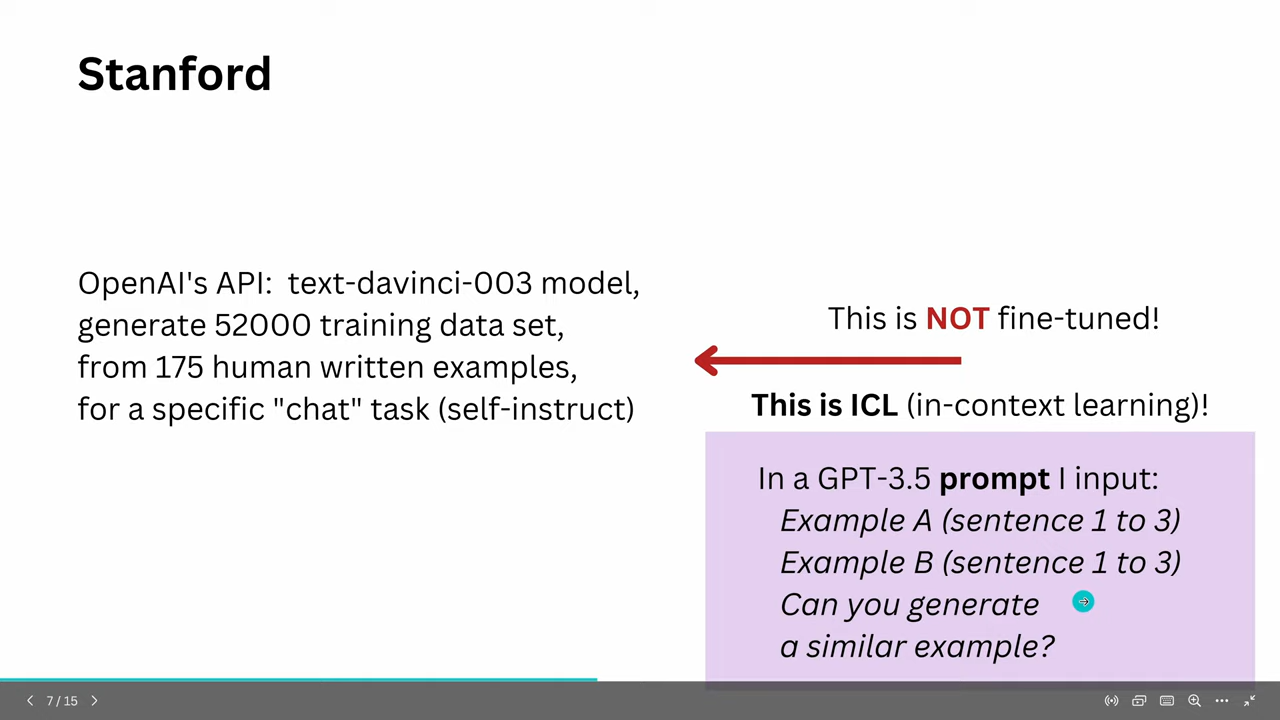 Stanford
OpenAI's API: text-davinci-003 model,
generate 52000 training data set,
from 175 human written examples,
for a specific "chat" task (self-instruct)
This is NOT fine-tuned!
This is ICL (in-context learning)!
In a GPT-3.5 prompt I input:
Example A (sentence 1 to 3)
Example B (sentence 1 to 3)
Can you generate
a similar example?
7 / 15